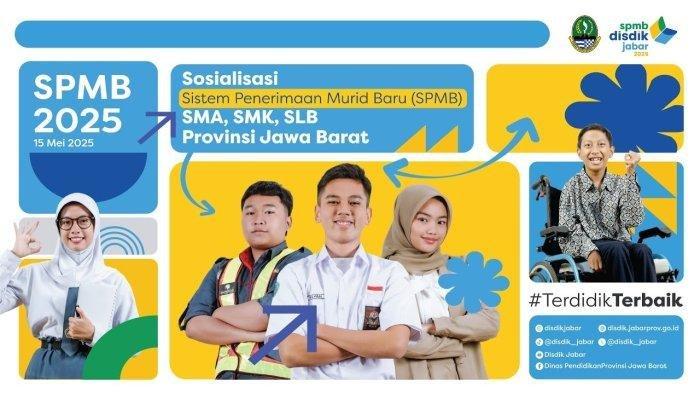 spmb
disdik
jabar
2025
SPMB
2025
15 Mei 2025
Sosialisasi
Sistem Penerimaan Murid Baru (SPMB)
SMA, SMK, SLB
Provinsi Jawa Barat
#TerdidikTerbaik
disdikjabar
disdik.jabarprov.go.id
@disdik_jabar
@disdik_jabar
Disdik Jabar
Dinas PendidikanProvinsi Jawa Barat